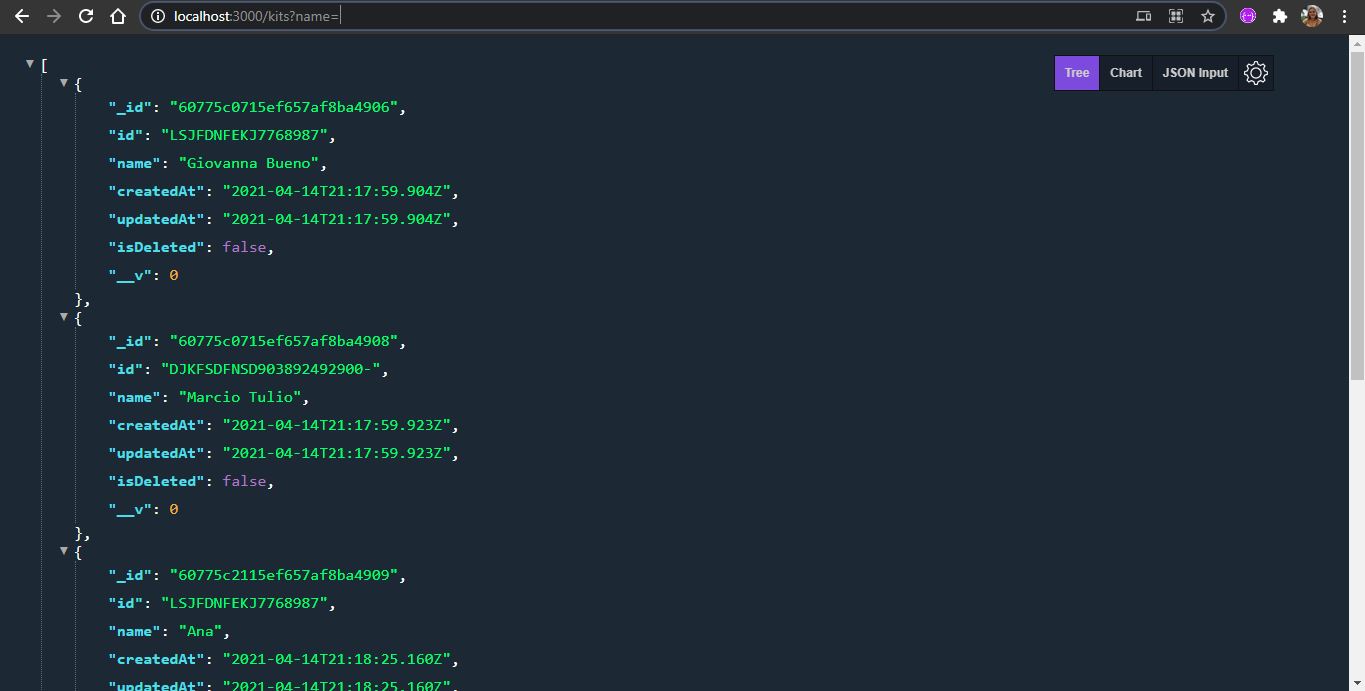 localhost:3000/kits?name=
Tree Chart JSON Input
[
{
"_id": "60775c0715ef657af8ba4906",
"id": "LSJFDNFEKJ7768987",
"name": "Giovanna Bueno",
"createdAt": "2021-04-14T21:17:59.904Z",
"updatedAt": "2021-04-14T21:17:59.904Z",
"isDeleted": false,
"__v": 0
},
{
"_id": "60775c0715ef657af8ba4908",
"id": "DJKFSDFNSD903892492900-",
"name": "Marcio Tulio",
"createdAt": "2021-04-14T21:17:59.923Z",
"updatedAt": "2021-04-14T21:17:59.923Z",
"isDeleted": false,
"__v": 0
},
{
"_id": "60775c2115ef657af8ba4909",
"id": "LSJFDNFEKJ7768987",
"name": "Ana",
"createdAt": "2021-04-14T21:18:25.160Z",
"updatedAt": "2021-04-14T21:18:25.160Z",